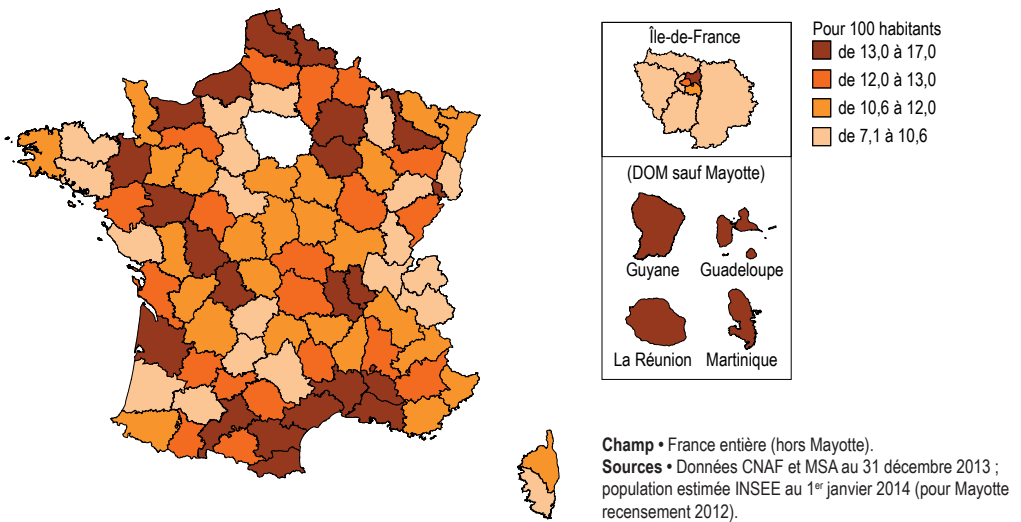 Île-de-France
(DOM sauf Mayotte)
Guyane Guadeloupe
La Réunion Martinique
Pour 100 habitants
de 13,0 à 17,0
de 12,0 à 13,0
de 10,6 à 12,0
de 7,1 à 10,6
Champ • France entière (hors Mayotte).
Sources • Données CNAF et MSA au 31 décembre 2013 ;
population estimée INSEE au 1er janvier 2014 (pour Mayotte
recensement 2012).